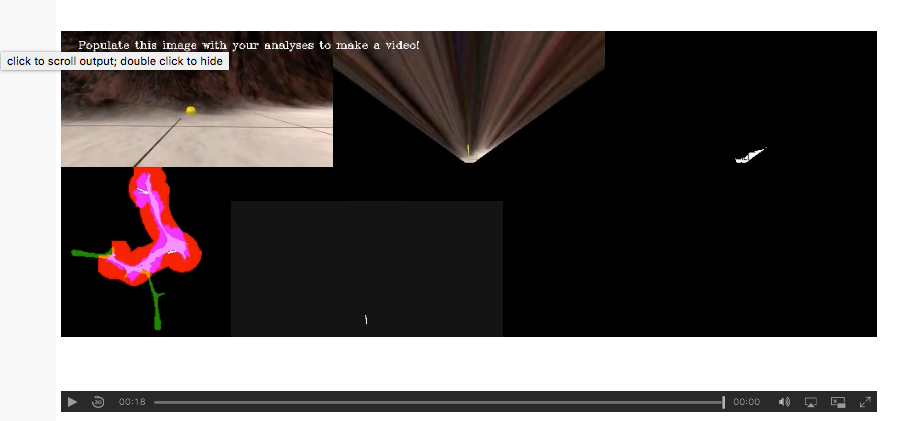 Populate this image with your analyses to make a video!
click to scroll output; double click to hide
30
00:18
00:00